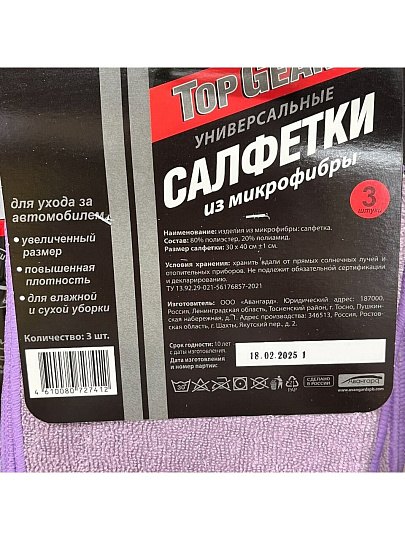 TOP GEAR
УНИВЕРСАЛЬНЫЕ
САЛФЕТКИ
из микрофибры
3
штуки
для ухода за
автомобилем
• увеличенный
размер
• повышенная
плотность
• для влажной
и сухой уборки
Количество: 3 шт.
4 610080 727412
Наименование: изделия из микрофибры: салфетка.
Состав: 80% полиэстер, 20% полиамид.
Размер: 30 х 40 см ±1 см.
Условия хранения: хранить вдали от прямых солнечных лучей и
отопительных приборов. Не подлежит обязательной сертификации
и декларированию.
ТУ 13.92.29-021-56176857-2021
Изготовитель: ООО «Авангард». Юридический адрес: 187000,
Россия, Ленинградская область, Тосненский район, г. Тосно, Пушкин-
ская набережная, д. Адрес производства: 346513, Россия, Ростов-
ская область, г. Шахты, Якутский пер., д. 2.
Срок годности: 10 лет
с даты изготовления.
Дата изготовления
и номер партии:
18.02.2025 1
PAP
СДЕЛАНО
В РОССИИ
Авангард
www.avangardspb.com